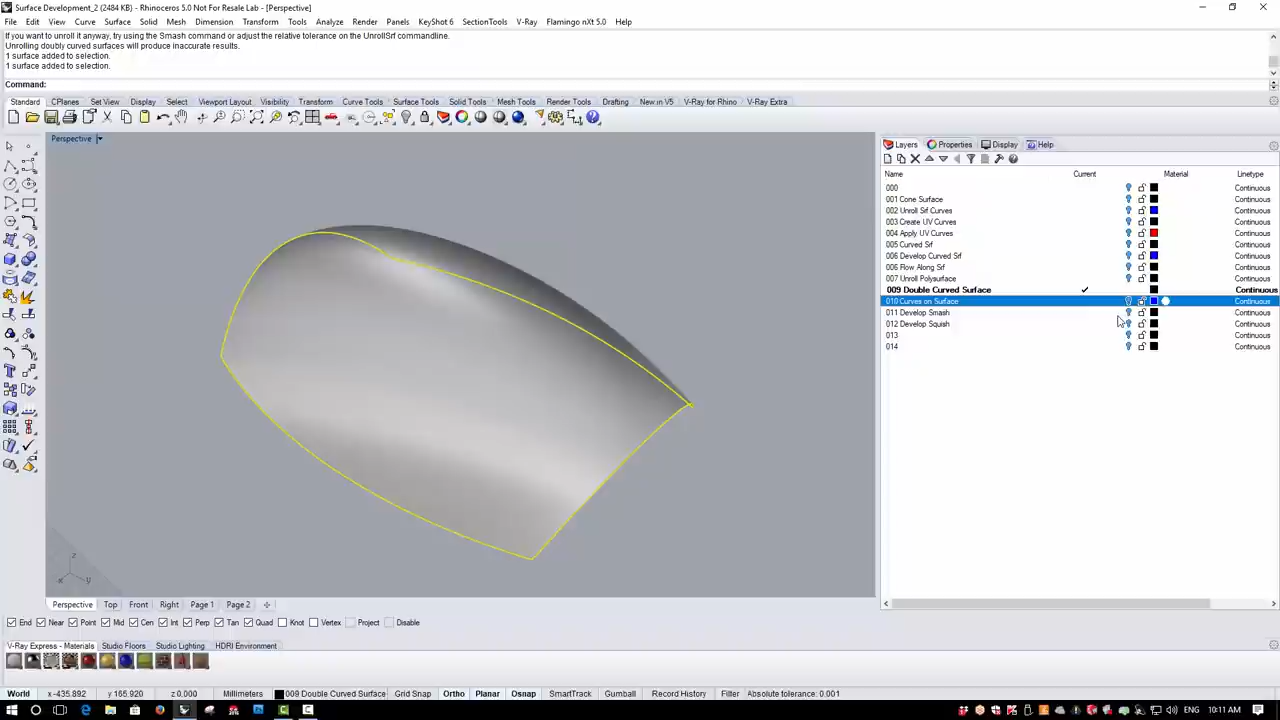 Surface Development_2 (2484 KB) - Rhinoceros 5.0 Not For Resale Lab - [Perspective]
File Edit View Curve Surface Solid Mesh Dimension Transform Tools Analyze Render Panels KeyShot 6 SectionTools V-Ray Flamingo nXt 5.0 Help
If you want to unroll it anyway, try using the Smash command or adjust the relative tolerance on the UnrollSrf commandline.
Unrolling doubly curved surfaces will produce inaccurate results.
1 surface added to selection.
1 surface added to selection.
Command:
Standard CPlanes Set View Display Select Viewport Layout Visibility Transform Curve Tools Surface Tools Solid Tools Mesh Tools Render Tools Drafting New in V5 V-Ray for Rhino V-Ray Extra
Perspective
Layers Properties Display Help
Name Current Material Linetype
000 Continuous
001 Cone Surface Continuous
002 Unroll Srf Curves Continuous
003 Create UV Curves Continuous
004 Apply UV Curves Continuous
005 Curved Srf Continuous
006 Develop Curved Srf Continuous
006 Flow Along Srf Continuous
007 Unroll Polysurface Continuous
009 Double Curved Surface Continuous
010 Curves on Surface Continuous
011 Develop Smash Continuous
012 Develop Squish Continuous
013 Continuous
014 Continuous
z
x y
Perspective Top Front Right Page 1 Page 2
End Near Point Mid Cen Int Perp Tan Quad Knot Vertex Project Disable
V-Ray Express - Materials Studio Floors Studio Lighting HDRI Environment
World x -435.892 y 165.920 z 0.000 Millimeters 009 Double Curved Surface Grid Snap Ortho Planar Osnap SmartTrack Gumball Record History Filter Absolute tolerance: 0.001
ENG 10:11 AM